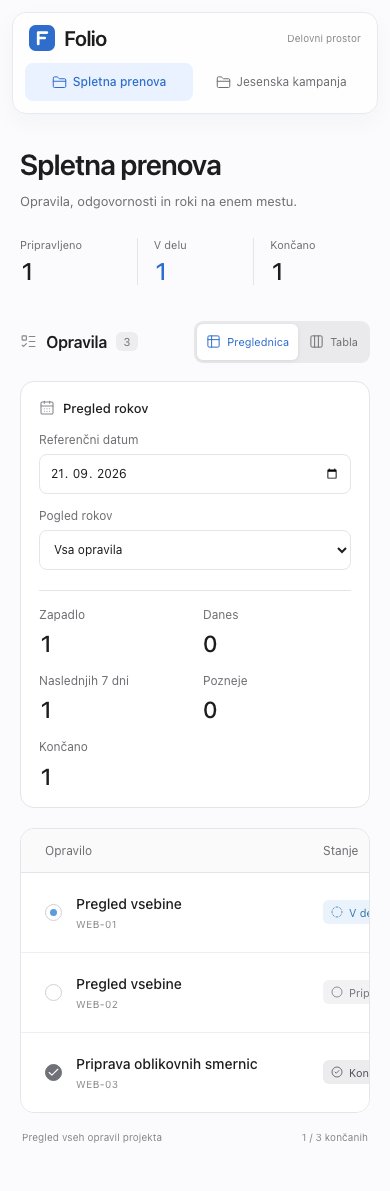 Folio
Delovni prostor
Spletna prenova
Jesenska kampanja
Spletna prenova
Opravila, odgovornosti in roki na enem mestu.
Pripravljeno
V delu
Končano
1
1
1
Opravila 3
Preglednica
Tabla
Pregled rokov
Referenčni datum
21. 09. 2026
Pogled rokov
Vsa opravila
Zapadlo
Danes
1
0
Naslednjih 7 dni
Pozneje
1
0
Končano
1
Opravilo
Stanje
Pregled vsebine
WEB-01
V de
Pregled vsebine
WEB-02
Prip
Priprava oblikovnih smernic
WEB-03
Kon
Pregled vseh opravil projekta
1 / 3 končanih